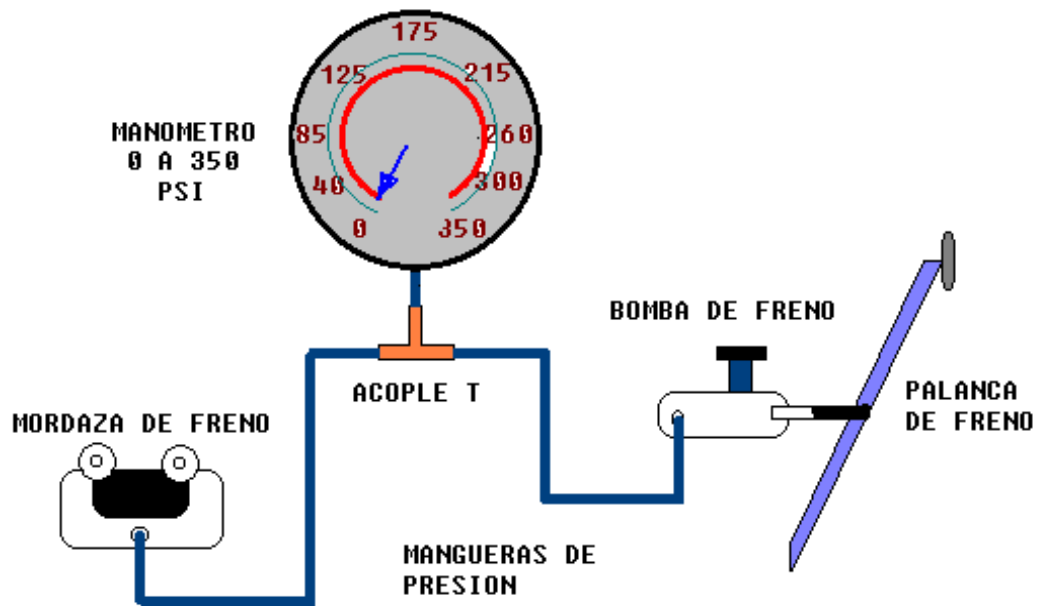 175
125
215
MANOMETRO
0 A 350
PSI
85
260
40
300
0
350
BOMBA DE FRENO
ACOPLE T
PALANCA
DE FRENO
MORDAZA DE FRENO
MANGUERAS DE
PRESION